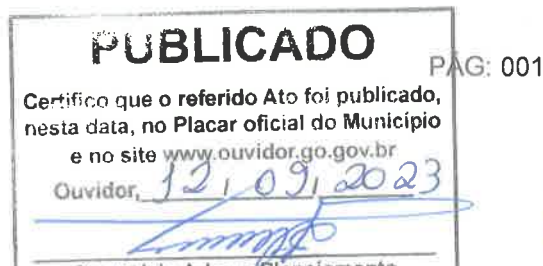 PUBLICADO
PÁG: 001
Certifico que o referido Ato foi publicado,
nesta data, no Placar oficial do Município
e no site www.ouvidor.go.gov.br
Ouvidor, 12, 09, 2023
Planejamento